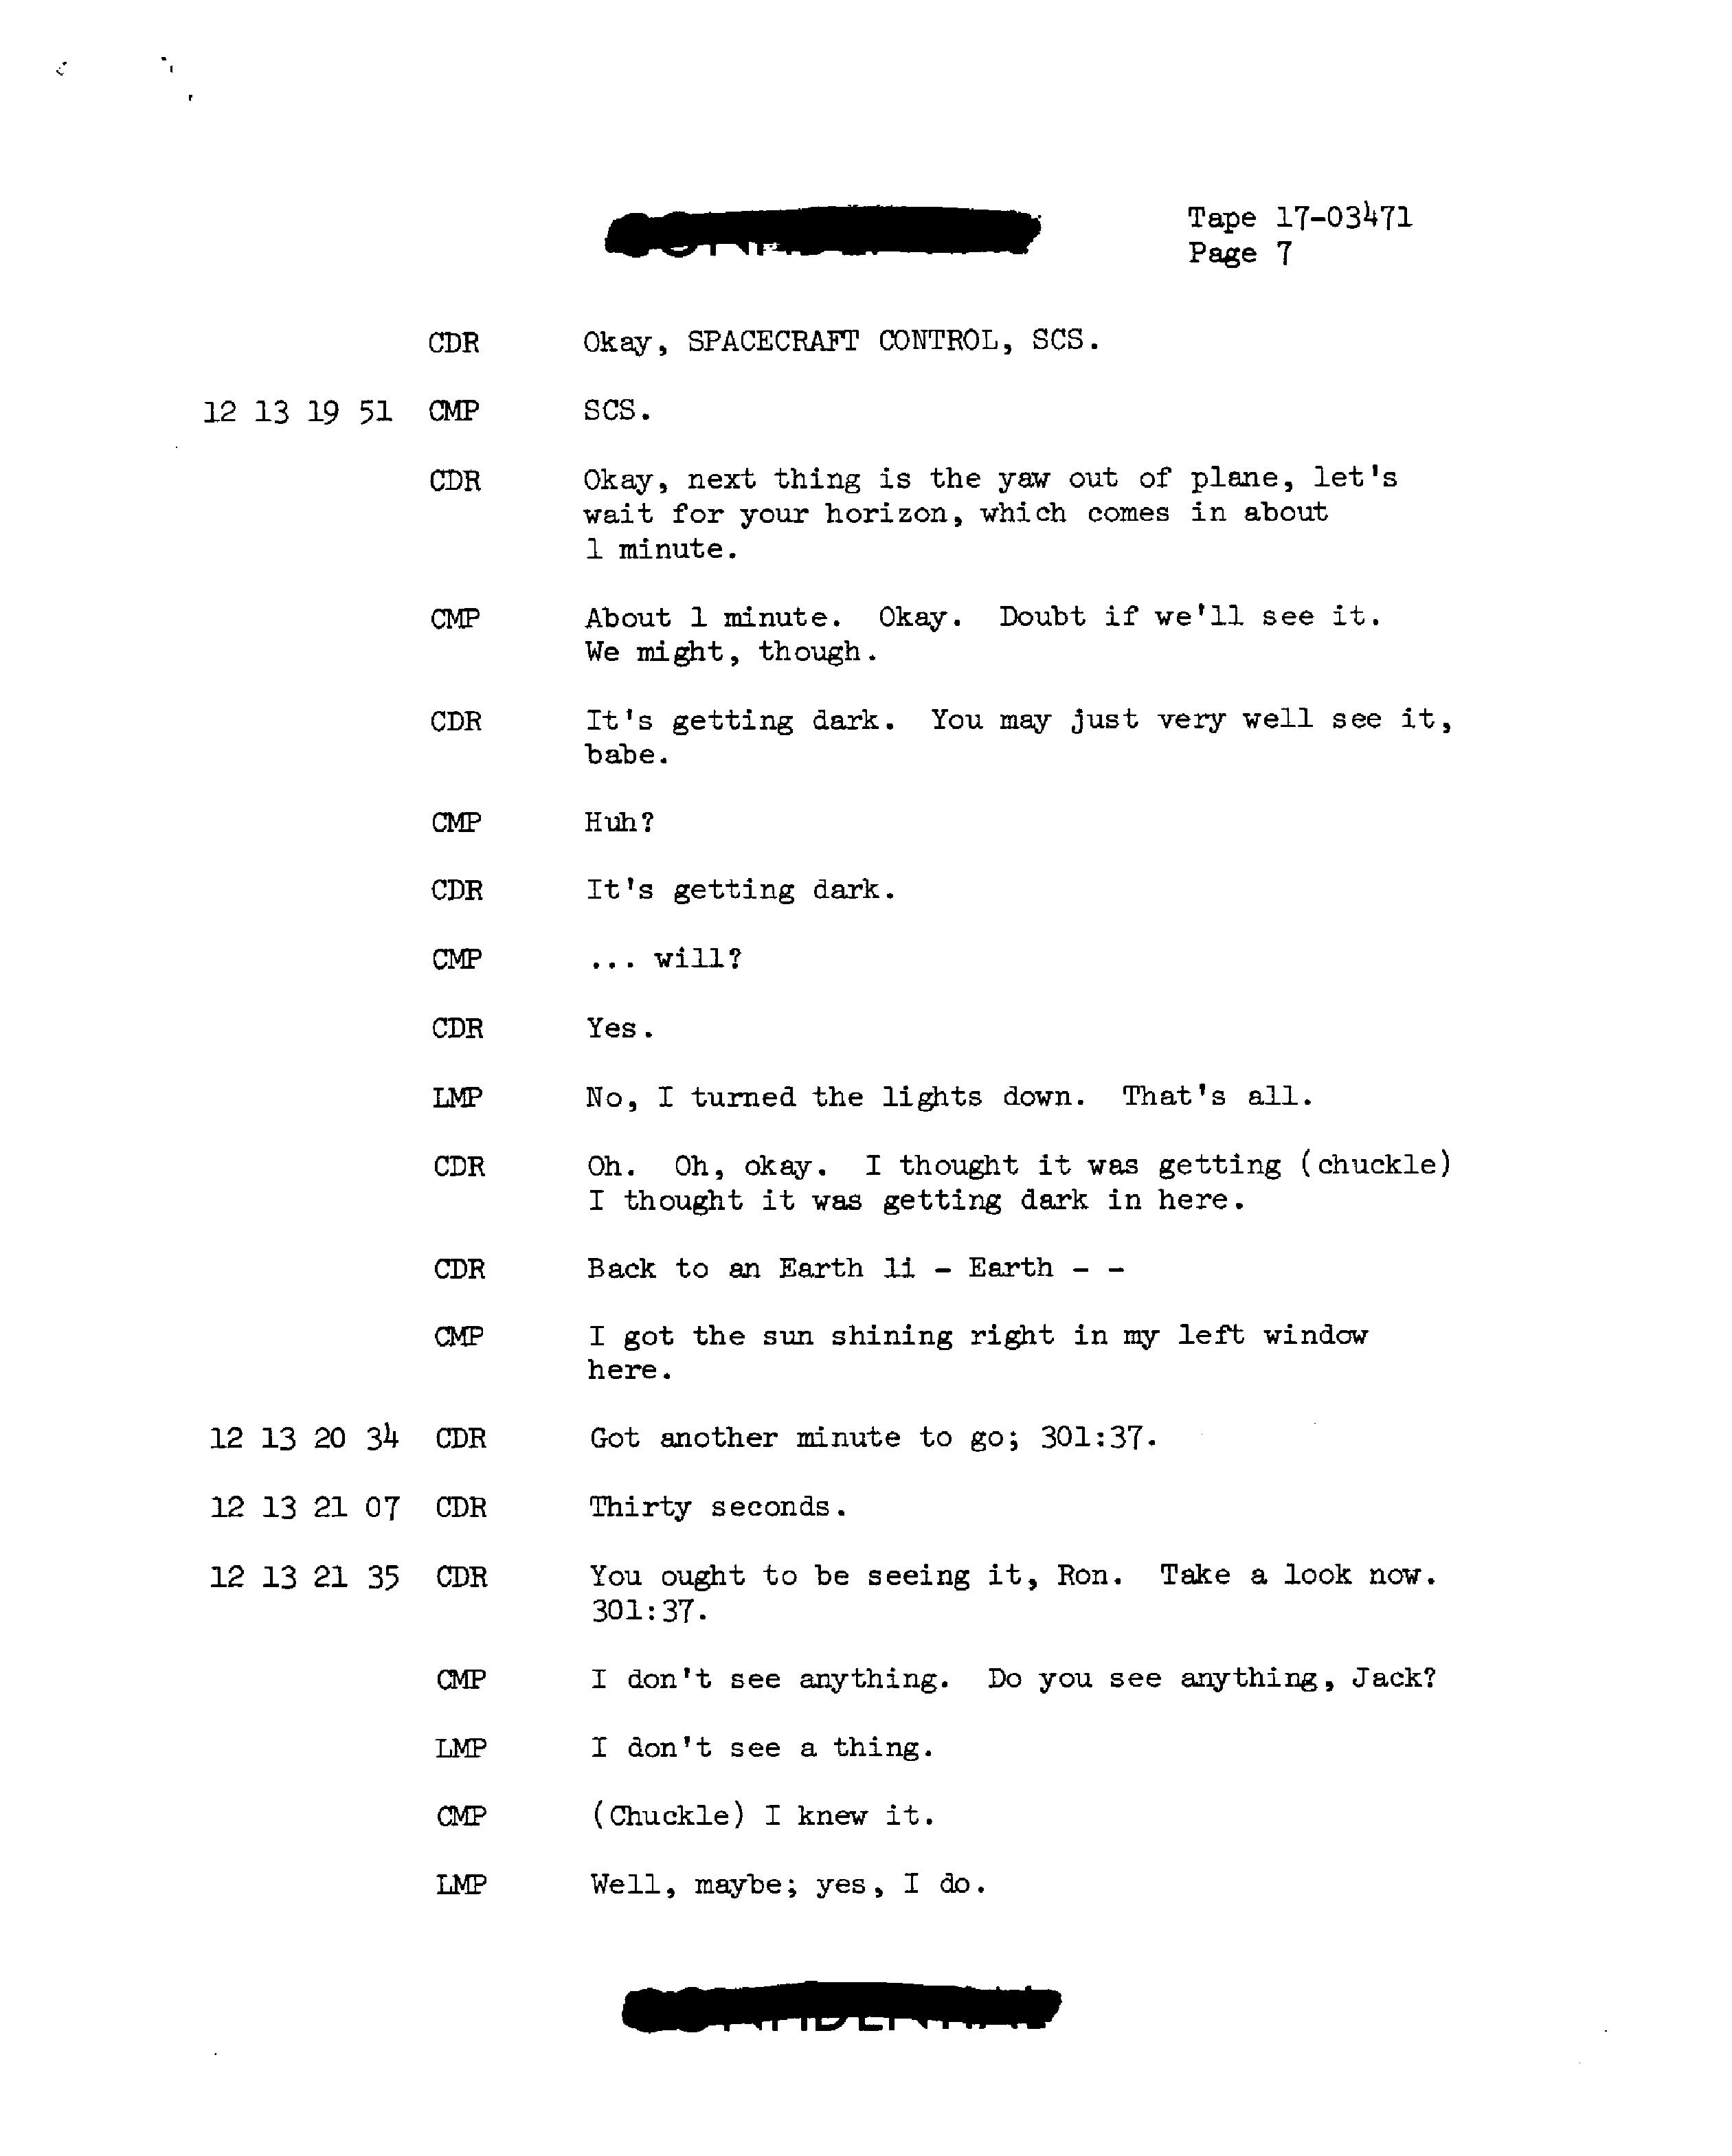 Tape 17-03471
Page 7
CDR Okay, SPACECRAFT CONTROL, SCS.
12 13 19 51 CMP SCS.
CDR Okay, next thing is the yaw out of plane, let's
wait for your horizon, which comes in about
1 minute.
CMP About 1 minute. Okay. Doubt if we'll see it.
We might, though.
CDR It's getting dark. You may just very well see it,
babe.
CMP Huh?
CDR It's getting dark.
CMP ... will?
CDR Yes.
LMP No, I turned the lights down. That's all.
CDR Oh. Oh, okay. I thought it was getting (chuckle)
I thought it was getting dark in here.
CDR Back to an Earth li - Earth - -
CMP I got the sun shining right in my left window
here.
12 13 20 34 CDR Got another minute to go; 301:37.
12 13 21 07 CDR Thirty seconds.
12 13 21 35 CDR You ought to be seeing it, Ron. Take a look now.
301:37.
CMP I don't see anything. Do you see anything, Jack?
LMP I don't see a thing.
CMP (Chuckle) I knew it.
LMP Well, maybe; yes, I do.